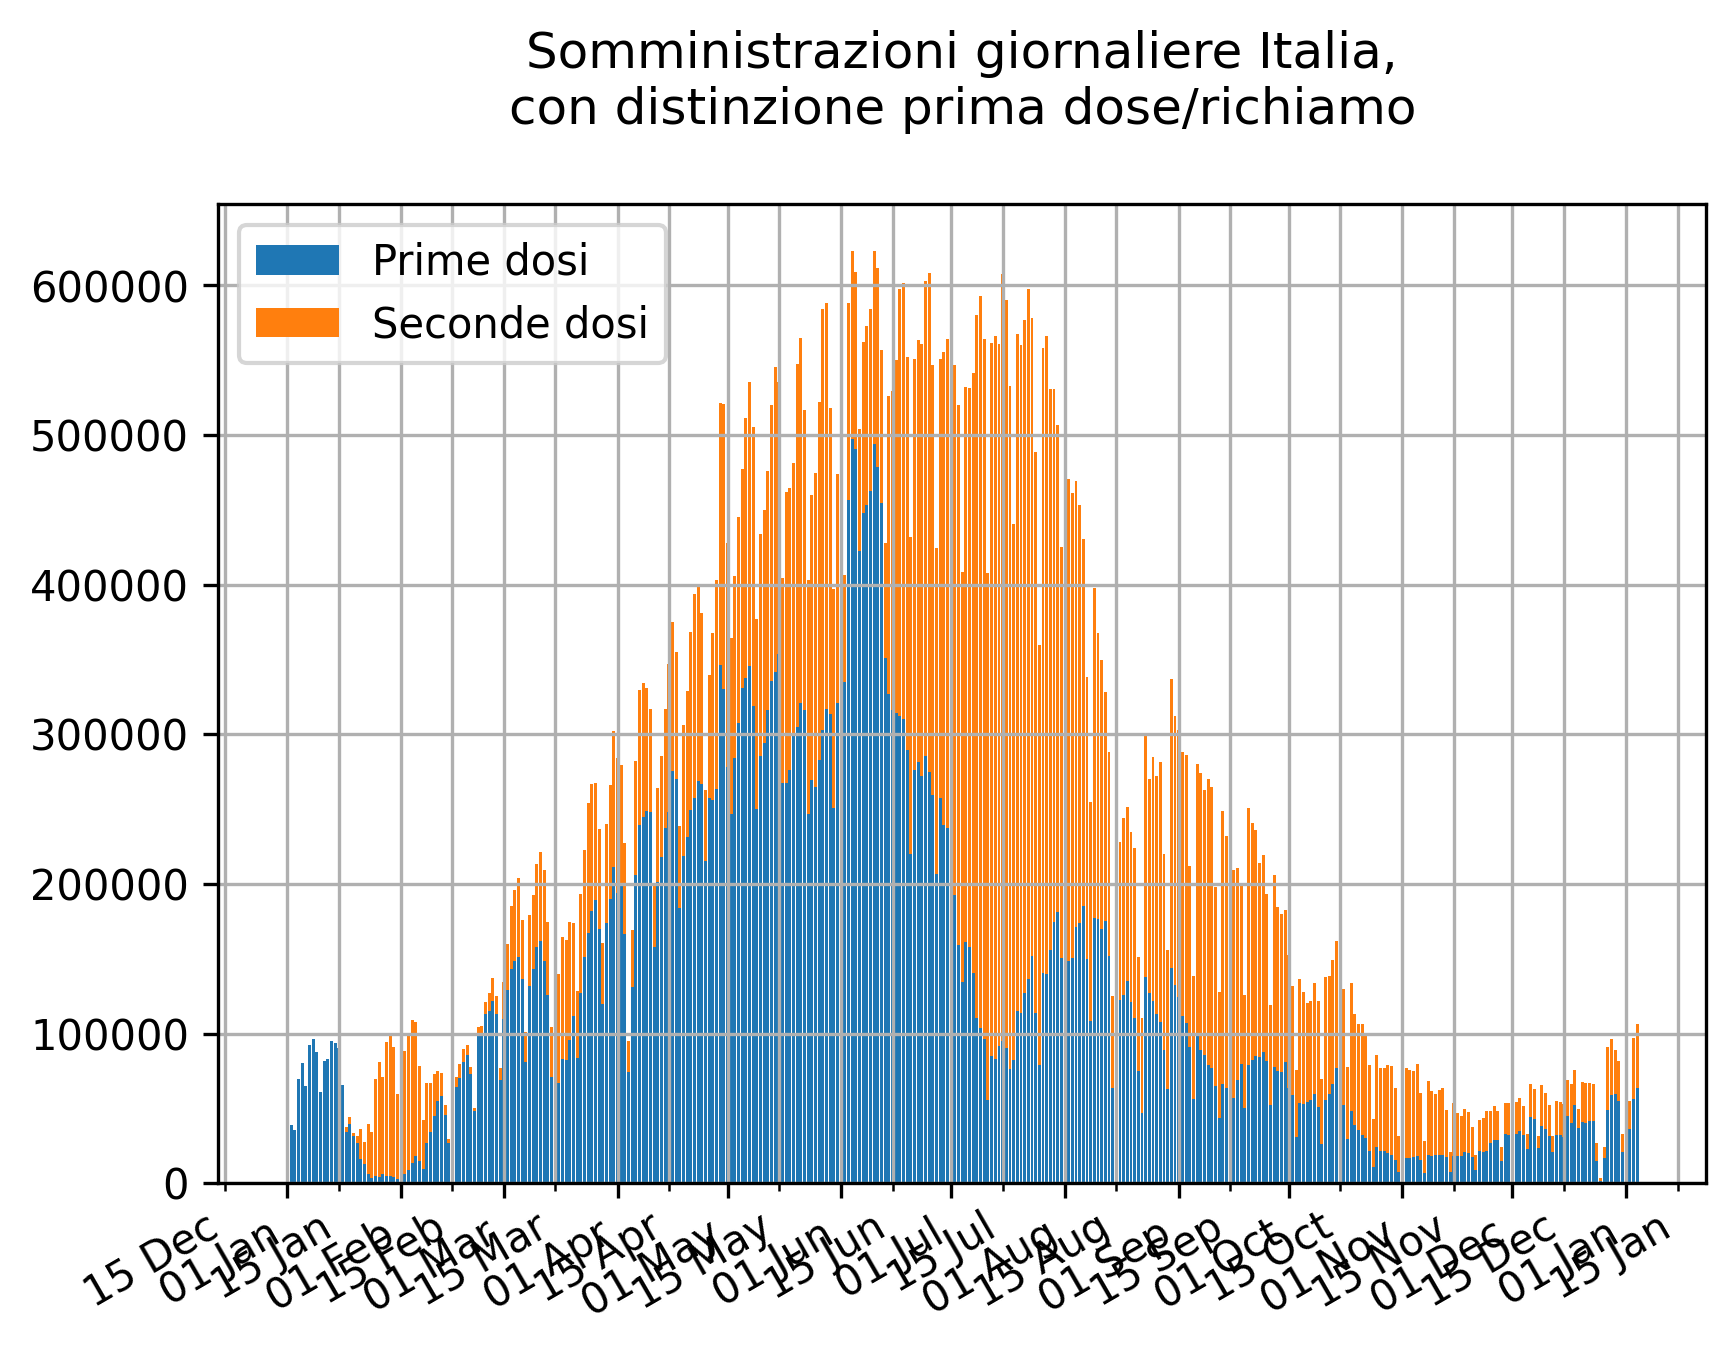 Somministrazioni giornaliere Italia,
con distinzione prima dose/richiamo
Prime dosi
Seconde dosi
600000
500000
400000
300000
200000
100000
0
15 Dec
01 Jan
15 Jan
01 Feb
15 Feb
01 Mar
15 Mar
01 Apr
15 Apr
01 May
15 May
01 Jun
15 Jun
01 Jul
15 Jul
01 Aug
15 Aug
01 Sep
15 Sep
01 Oct
15 Oct
01 Nov
15 Nov
01 Dec
15 Dec
01 Jan
15 Jan